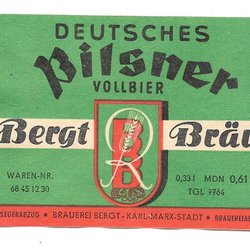 DEUTSCHES
Pilsner
VOLLBIER
Bergt Bräu
WAREN-NR. 0,33 l MDN 0,61
68 45 12 30 TGL 7764
BRAUEREI BERGT · KARL-MARX-STADT · BRAUEREIA